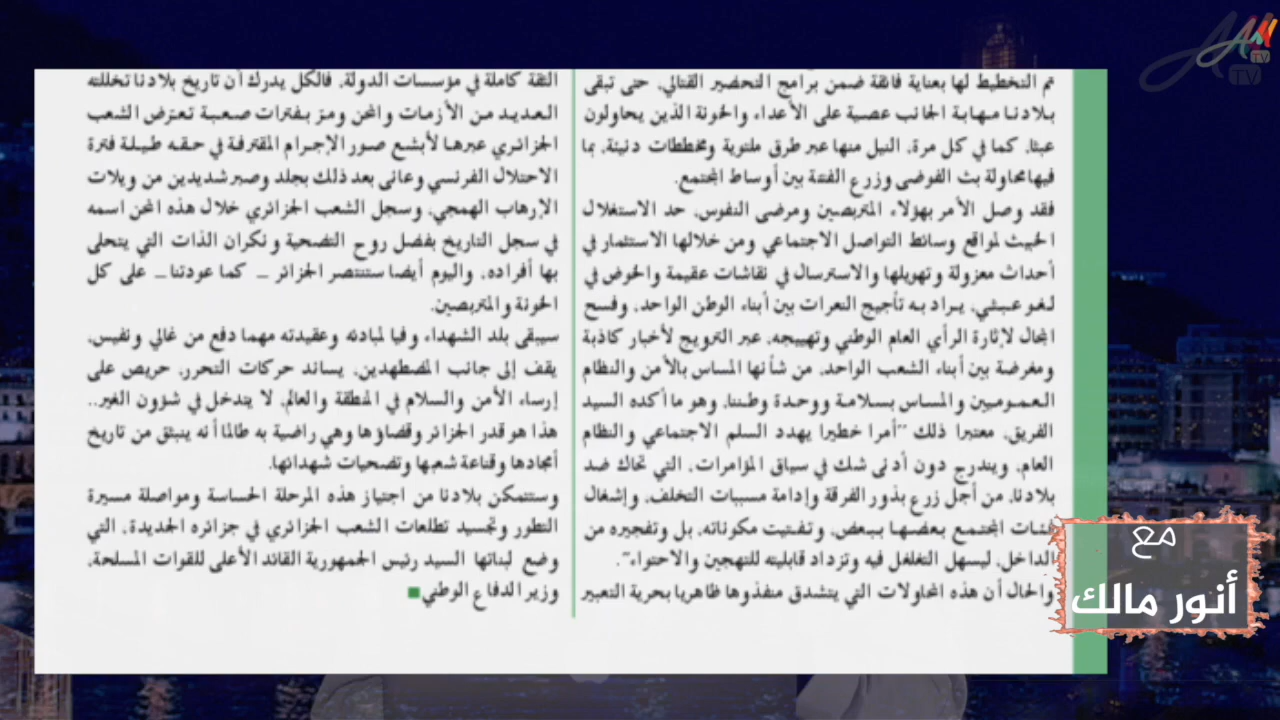 تم التخطيط لها بعناية فائقة ضمن برامج التحضير القتالي، حتى تبقى
بلادنا مهابة الجانب عصية على الأعداء والخونة الذين يحاولون
عبثا، كما في كل مرة، النيل منها عبر طرق ملتوية ومخططات دنيئة، بما
فيها محاولة بث الفوضى وزرع الفتنة بين أوساط المجتمع.
فقد وصل الأمر بهؤلاء المتربصين ومرضى النفوس، حد الاستغلال
الخبيث لمواقع وسائط التواصل الاجتماعي ومن خلالها الاستثمار في
أحداث معزولة وتهويلها والاسترسال في نقاشات عقيمة والخوض في
لغو عبثي، يراد به تأجيج النعرات بين أبناء الوطن الواحد، وفسح
المجال لإثارة الرأي العام الوطني وتهييجه، عبر الترويج لأخبار كاذبة
ومغرضة بين أبناء الشعب الواحد، من شأنها المساس بالأمن والنظام
العموميين والمساس بسلامة ووحدة وطننا، وهو ما أكده السيد
الفريق، معتبرا ذلك "أمرا خطيرا يهدد السلم الاجتماعي والنظام
العام، ويندرج دون أدنى شك في سياق المؤامرات، التي تحاك ضد
بلادنا، من أجل زرع بذور الفرقة وإدامة مسببات التخلف، وإشغال
فئات المجتمع بعضها ببعض، وتفتيت مكوناته، بل وتفجيره من
الداخل، ليسهل التغلغل فيه وتزداد قابليته للتهجين والاحتواء".
والحال أن هذه المحاولات التي يتشدق منفذوها ظاهريا بحرية التعبير
الثقة كاملة في مؤسسات الدولة، فالكل يدرك أن تاريخ بلادنا تخللته
العديد من الأزمات والمحن ومرّ بفترات صعبة تعرّض الشعب
الجزائري عبرها لأبشع صور الإجرام المقترفة في حقه طيلة فترة
الاحتلال الفرنسي وعانى بعد ذلك بجلد وصبر شديدين من ويلات
الإرهاب الهمجي، وسجل الشعب الجزائري خلال هذه المحن اسمه
في سجل التاريخ بفضل روح التضحية ونكران الذات التي يتحلى
بها أفراده، واليوم أيضا ستنتصر الجزائر – كما عودتنا – على كل
الخونة والمتربصين.
سيبقى بلد الشهداء وفيا لمبادئه وعقيدته مهما دفع من غالي ونفيس،
يقف إلى جانب المضطهدين، يساند حركات التحرر، حريص على
إرساء الأمن والسلام في المنطقة والعالم، لا يتدخل في شؤون الغير..
هذا هو قدر الجزائر وقضاؤها وهي راضية به طالما أنه ينبثق من تاريخ
أمجادها وقناعة شعبها وتضحيات شهدائها.
وستتمكن بلادنا من اجتياز هذه المرحلة الحساسة ومواصلة مسيرة
التطور وتجسيد تطلعات الشعب الجزائري في جزائره الجديدة، التي
وضع لبناتها السيد رئيس الجمهورية القائد الأعلى للقوات المسلحة،
وزير الدفاع الوطني
مع
أنور مالك
TV
TV